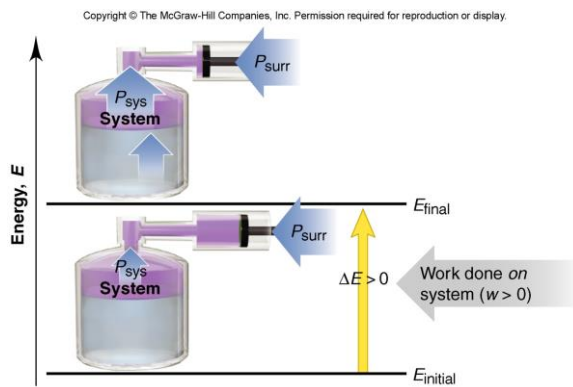 Copyright © The McGraw-Hill Companies, Inc. Permission required for reproduction or display.
Energy, E
Psurr
Psys
System
Efinal
Psurr
Psys
System
ΔE > 0
Work done on
system (w > 0)
Einitial